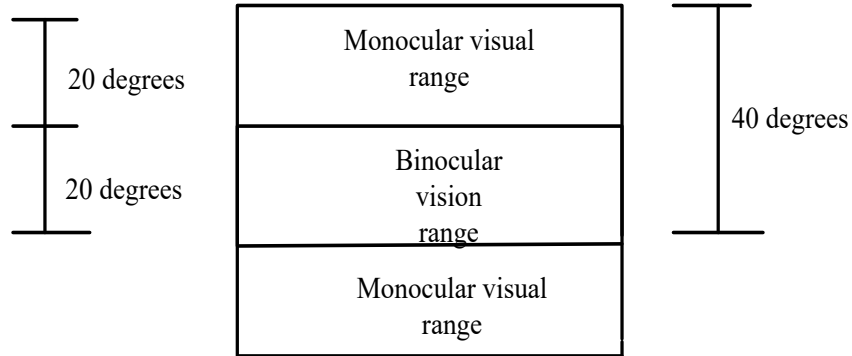 Monocular visual
range
20 degrees
40 degrees
Binocular
vision
range
20 degrees
Monocular visual
range